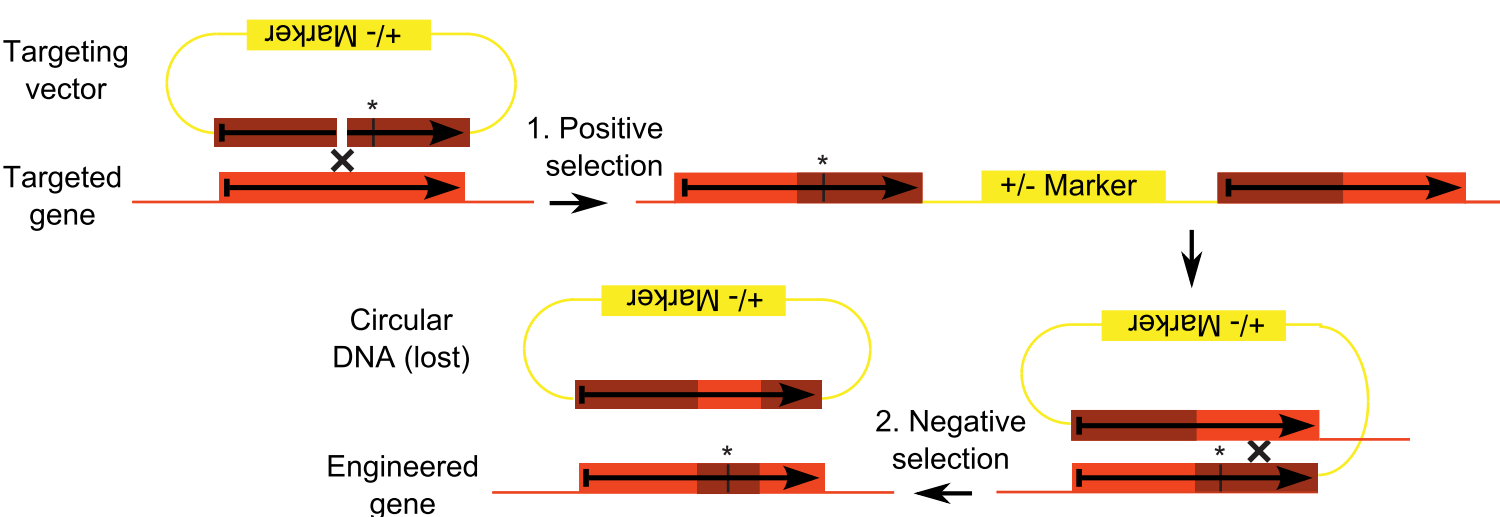 +/- Marker
Targeting
vector
*
1. Positive
selection
Targeted
gene
*
+/- Marker
+/- Marker
Circular
DNA (lost)
+/- Marker
2. Negative
selection
*
Engineered
gene
*